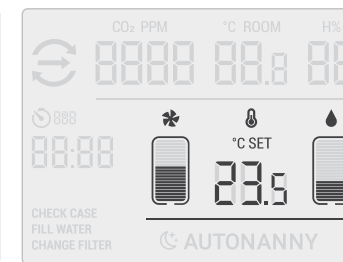 CO₂ PPM °C ROOM H%
8888 88.8 88
888
88:88
°C SET
23.5
CHECK CASE
FILL WATER
CHANGE FILTER
AUTONANNY